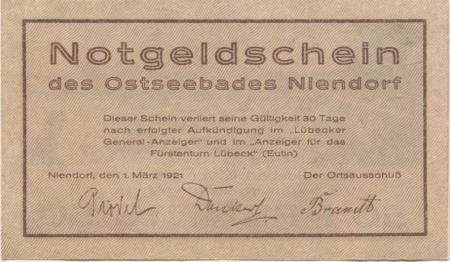 Notgeldschein
des Ostseebades Niendorf
Dieser Schein verliert seine Gültigkeit 30 Tage
nach erfolgter Aufkündigung im „Lübecker
General-Anzeiger“ und im „Anzeiger für das
Fürstentum Lübeck“ (Eutin)
Niendorf, den 1. März 1921 Der Ortsausschuß
Brandt